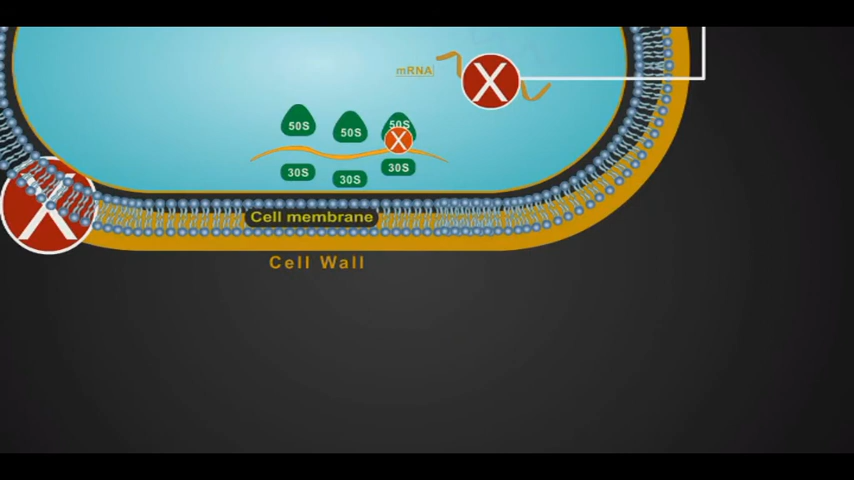 mRNA
X
50S 50S 50S
X
30S 30S 30S
X
Cell membrane
Cell Wall